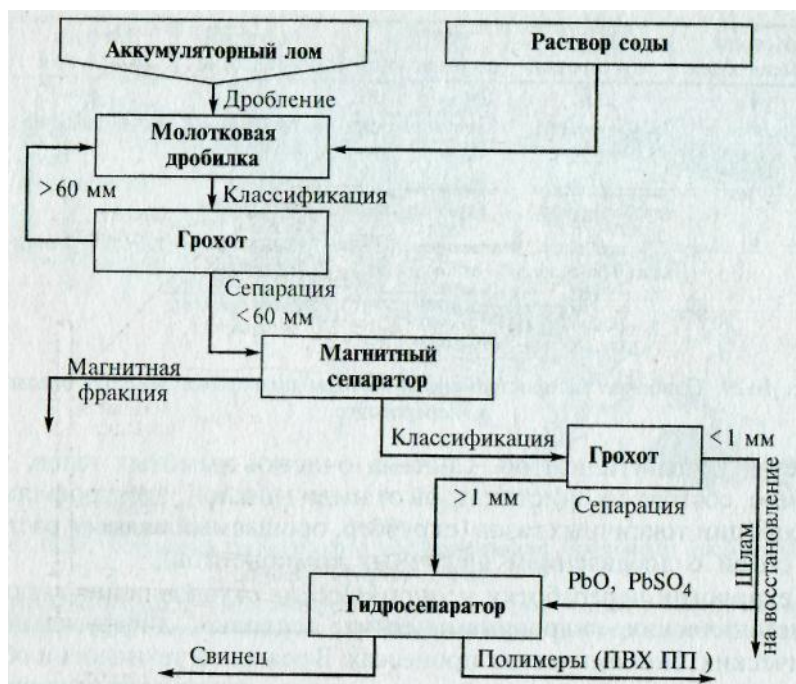 Аккумуляторный лом
Раствор соды
Дробление
Молотковая
дробилка
>60 мм
Классификация
Грохот
Сепарация
<60 мм
Магнитный
сепаратор
Магнитная
фракция
Классификация
Грохот
<1 мм
>1 мм
Сепарация
Шлам
на восстановление
PbO, PbSO4
Гидросепаратор
Свинец
Полимеры (ПВХ ПП)